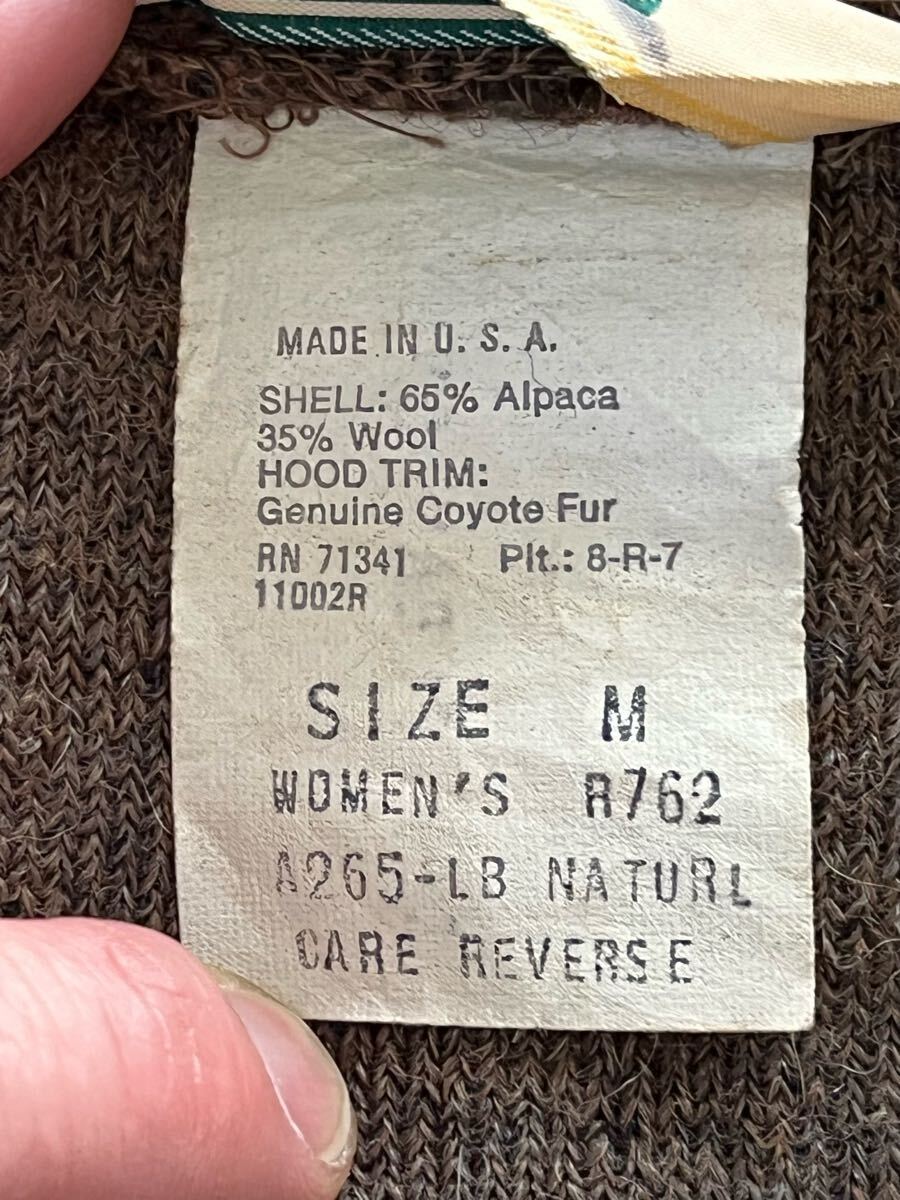 MADE IN U. S. A.
SHELL: 65% Alpaca
35% Wool
HOOD TRIM:
Genuine Coyote Fur
RN 71341 Plt.: 8-R-7
11002R
SIZE M
WOMEN'S R762
A265-LB NATURL
CARE REVERSE